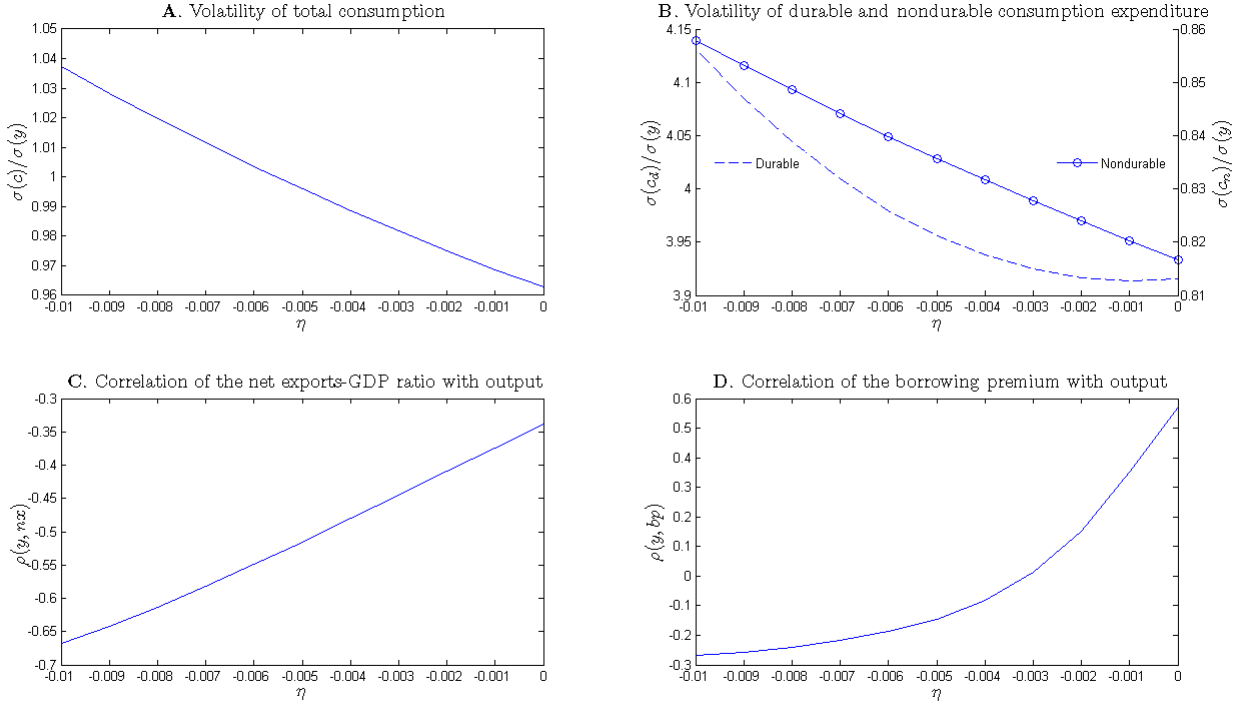 A. Volatility of total consumption
1.05
1.04
1.03
1.02
1.01
1
0.99
0.98
0.97
0.96
σ(c)/σ(y)
-0.01 -0.009 -0.008 -0.007 -0.006 -0.005 -0.004 -0.003 -0.002 -0.001 0
η
B. Volatility of durable and nondurable consumption expenditure
4.15
4.1
4.05
4
3.95
3.9
σ(c_d)/σ(y)
Durable
Nondurable
0.86
0.85
0.84
0.83
0.82
0.81
σ(c_n)/σ(y)
-0.01 -0.009 -0.008 -0.007 -0.006 -0.005 -0.004 -0.003 -0.002 -0.001 0
η
C. Correlation of the net exports-GDP ratio with output
-0.3
-0.35
-0.4
-0.45
-0.5
-0.55
-0.6
-0.65
-0.7
ρ(y, nx)
-0.01 -0.009 -0.008 -0.007 -0.006 -0.005 -0.004 -0.003 -0.002 -0.001 0
η
D. Correlation of the borrowing premium with output
0.6
0.5
0.4
0.3
0.2
0.1
0
-0.1
-0.2
-0.3
ρ(y, bp)
-0.01 -0.009 -0.008 -0.007 -0.006 -0.005 -0.004 -0.003 -0.002 -0.001 0
η